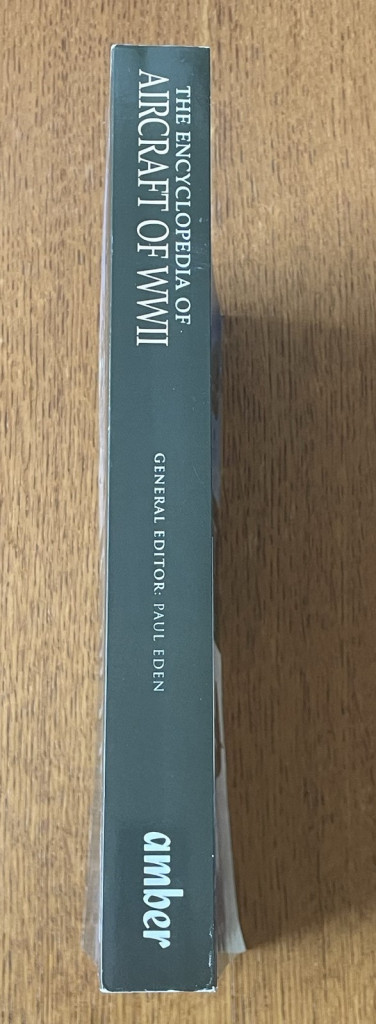 THE ENCYCLOPEDIA OF
AIRCRAFT OF WWII
GENERAL EDITOR: PAUL EDEN
amber